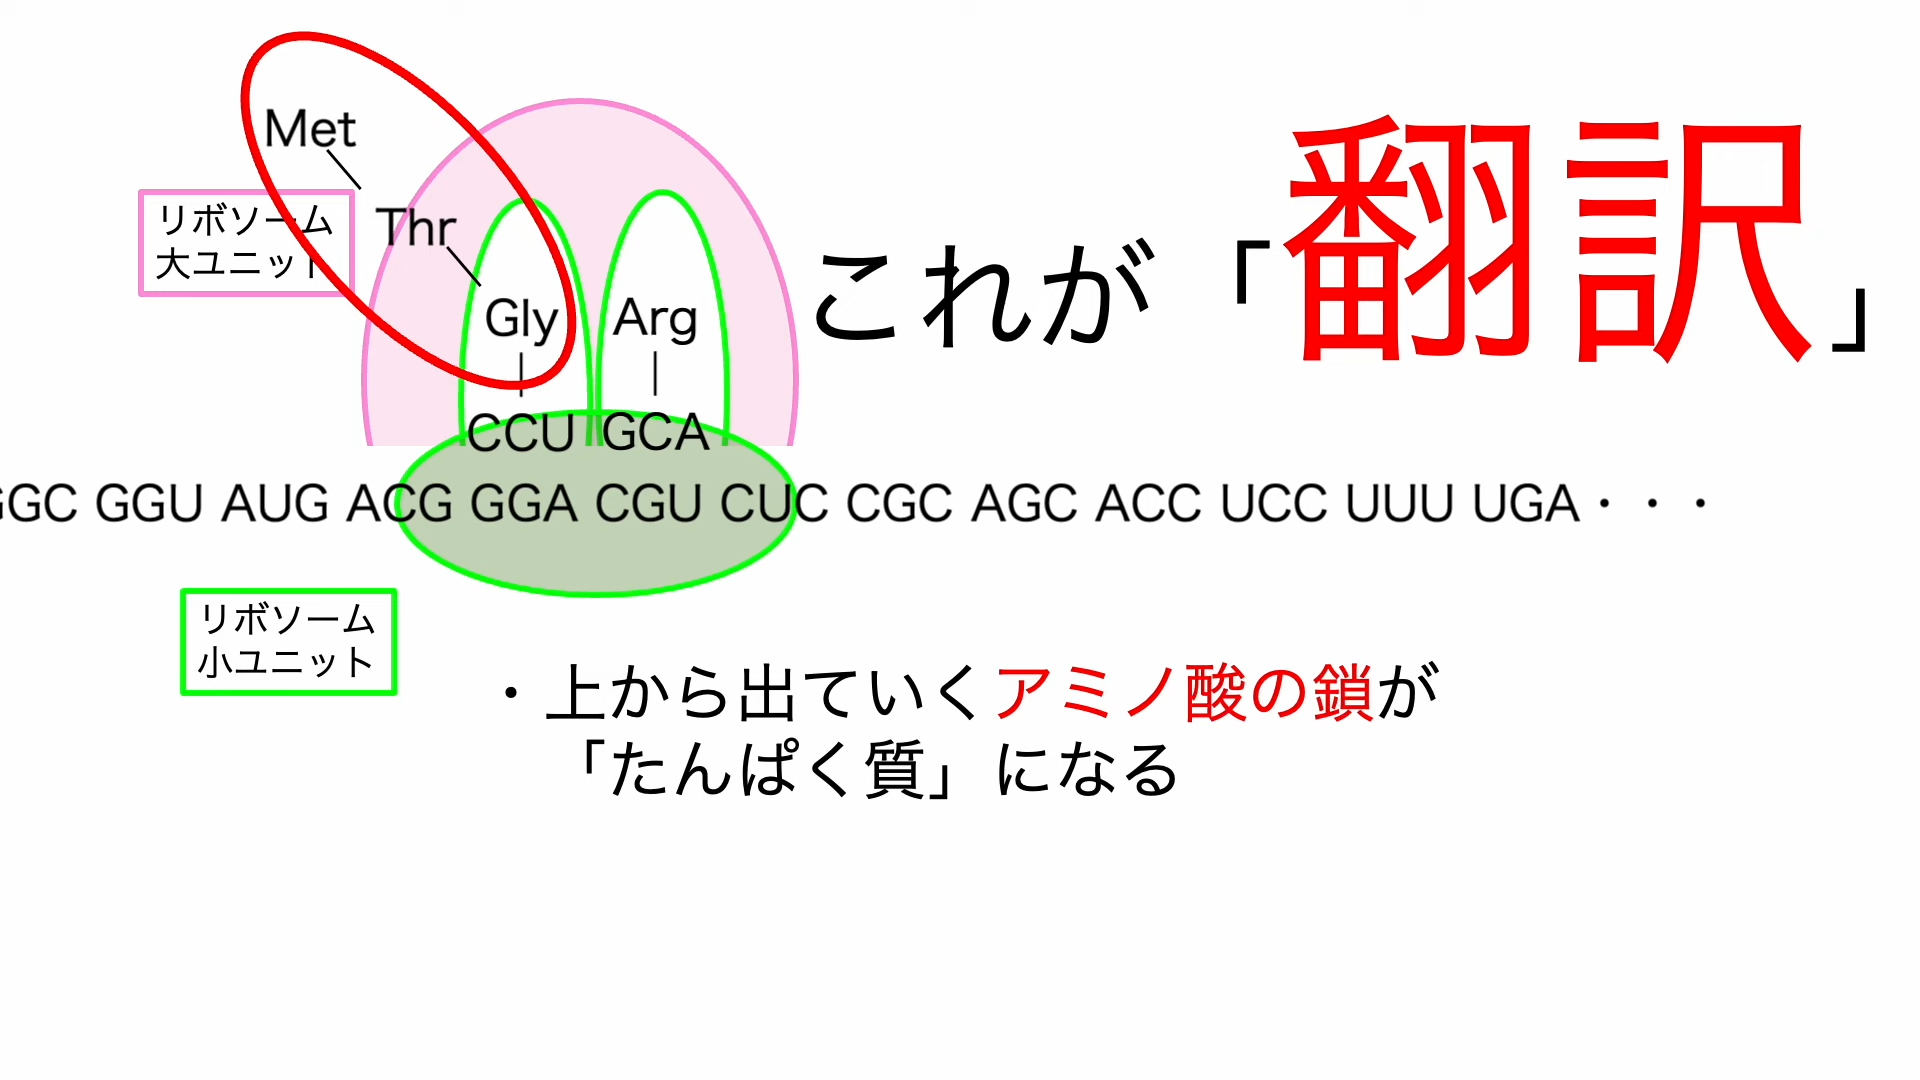 Met
リボソーム
大ユニット
Thr
Gly
Arg
これが「翻訳」
CCU GCA
GGC GGU AUG ACG GGA CGU CUC CGC AGC ACC UCC UUU UGA・・・
リボソーム
小ユニット
・上から出ていくアミノ酸の鎖が
「たんぱく質」になる